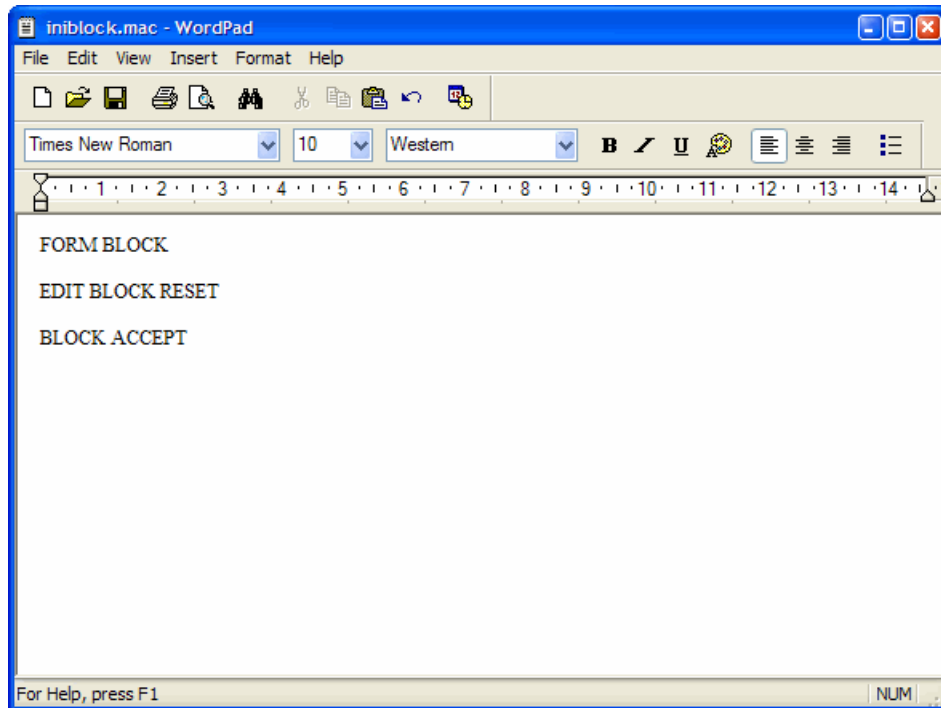 iniblock.mac - WordPad
File Edit View Insert Format Help
Times New Roman 10 Western B / U
1 2 3 4 5 6 7 8 9 10 11 12 13 14
FORM BLOCK
EDIT BLOCK RESET
BLOCK ACCEPT
For Help, press F1 NUM